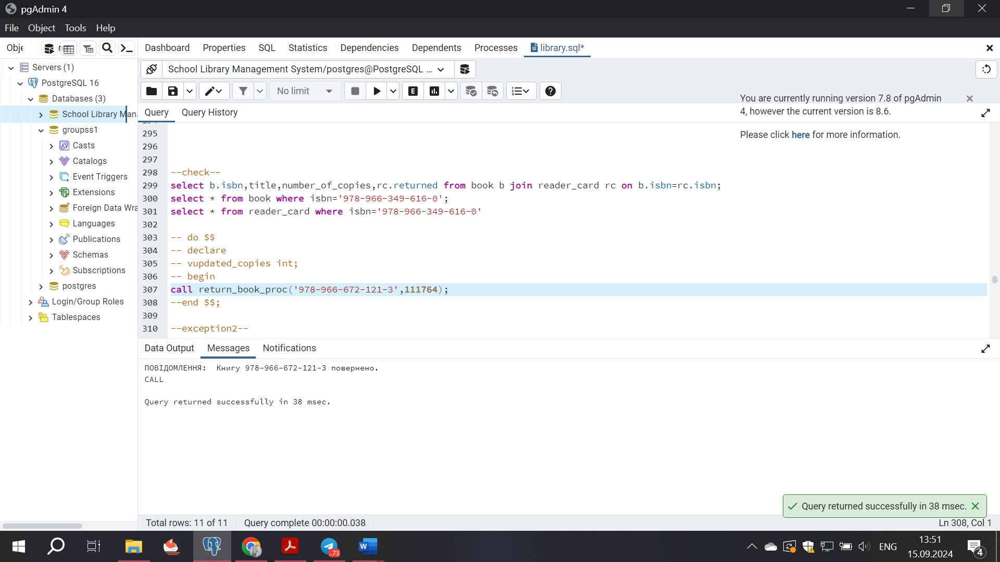 pgAdmin 4
File Object Tools Help
Obje
Dashboard Properties SQL Statistics Dependencies Dependents Processes library.sql*
Servers (1)
PostgreSQL 16
Databases (3)
School Library Man
groupss1
Casts
Catalogs
Event Triggers
Extensions
Foreign Data Wra
Languages
Publications
Schemas
Subscriptions
postgres
Login/Group Roles
Tablespaces
School Library Management System/postgres@PostgreSQL ...
No limit
E
You are currently running version 7.8 of pgAdmin
4, however the current version is 8.6.
Please click here for more information.
Query Query History
295
296
297
298 --check--
299 select b.isbn,title,number_of_copies,rc.returned from book b join reader_card rc on b.isbn=rc.isbn;
300 select * from book where isbn='978-966-349-616-0';
301 select * from reader_card where isbn='978-966-349-616-0'
302
303 -- do $$
304 -- declare
305 -- vupdated_copies int;
306 -- begin
307 call return_book_proc('978-966-672-121-3',111764);
308 --end $$;
309
310 --exception2--
Data Output Messages Notifications
ПОВІДОМЛЕННЯ:  Книгу 978-966-672-121-3 повернено.
CALL
Query returned successfully in 38 msec.
Query returned successfully in 38 msec.
Total rows: 11 of 11 Query complete 00:00:00.038 Ln 308, Col 1
..73
W
ENG
13:51
15.09.2024
4